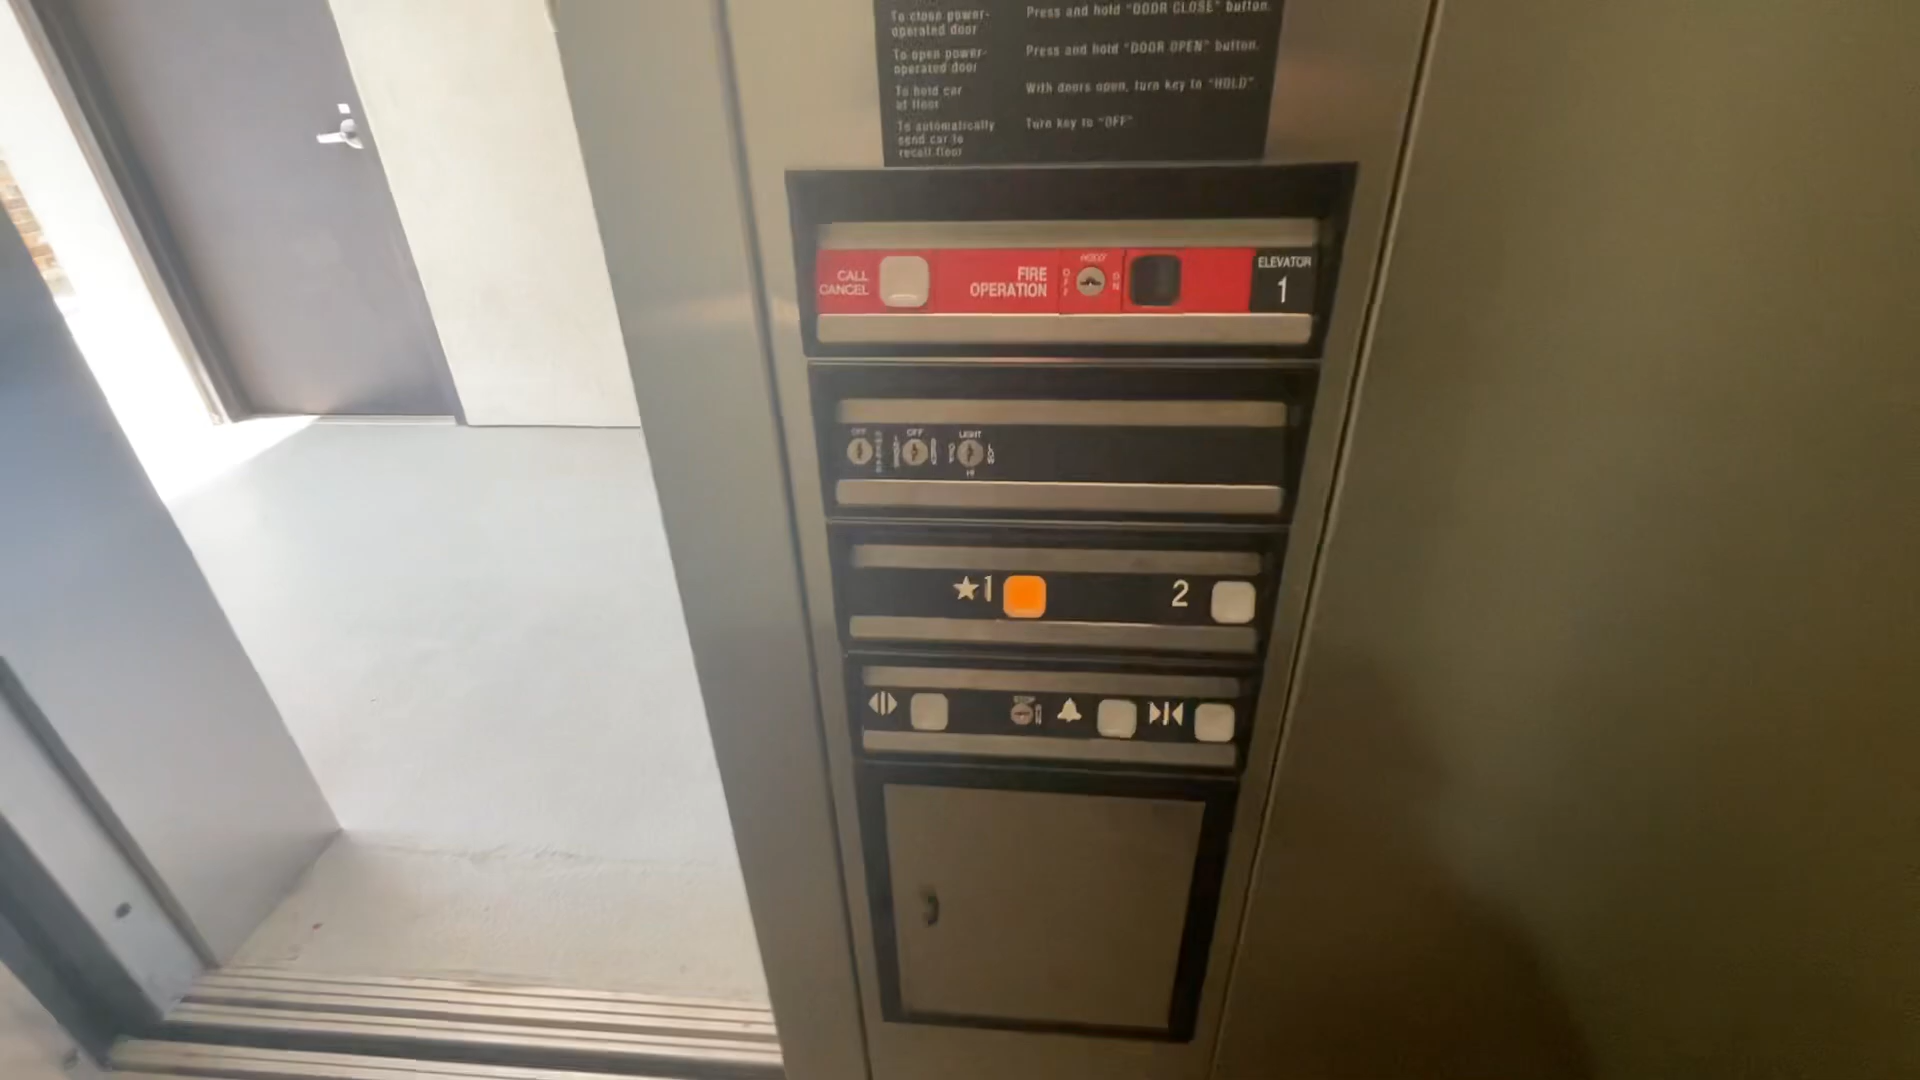 To close power-
operated door
Press and hold "DOOR CLOSE" button.
To open power-
operated door
Press and hold "DOOR OPEN" button.
To hold car
at floor
With doors open, turn key to "HOLD"
To automatically
send car to
recall floor
Turn key to "OFF"
CALL
CANCEL
FIRE
OPERATION
HOLD
OFF
ON
ELEVATOR
1
OFF
OFF
LIGHT
★1
2
STOP